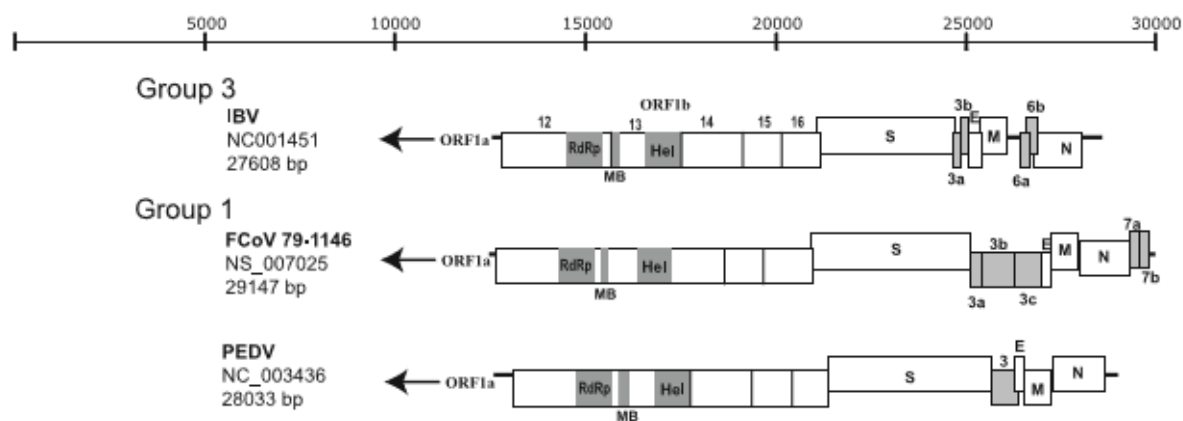 5000 10000 15000 20000 25000 30000
Group 3
IBV
NC001451
27608 bp
ORF1a
ORF1b
12 13 14 15 16
RdRp Hel S 3b E M 6b N
MB 3a 6a
Group 1
FCoV 79-1146
NS_007025
29147 bp
ORF1a
RdRp Hel S 3b E M N 7a
MB 3a 3c 7b
PEDV
NC_003436
28033 bp
ORF1a
RdRp Hel S 3 E M N
MB